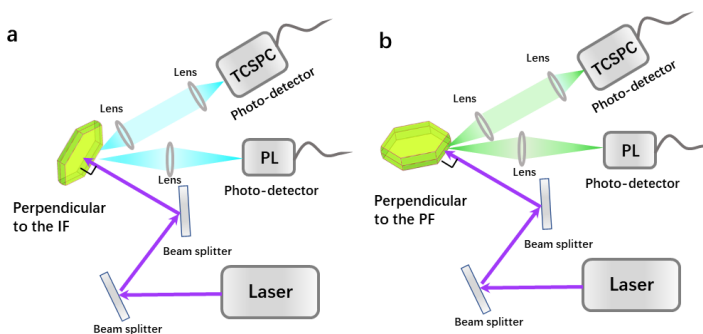 a
Lens
TCSPC
Photo-detector
Lens
PL
Photo-detector
Lens
Perpendicular
to the IF
Beam splitter
Laser
Beam splitter
b
Lens
TCSPC
Photo-detector
Lens
PL
Photo-detector
Lens
Perpendicular
to the PF
Beam splitter
Laser
Beam splitter